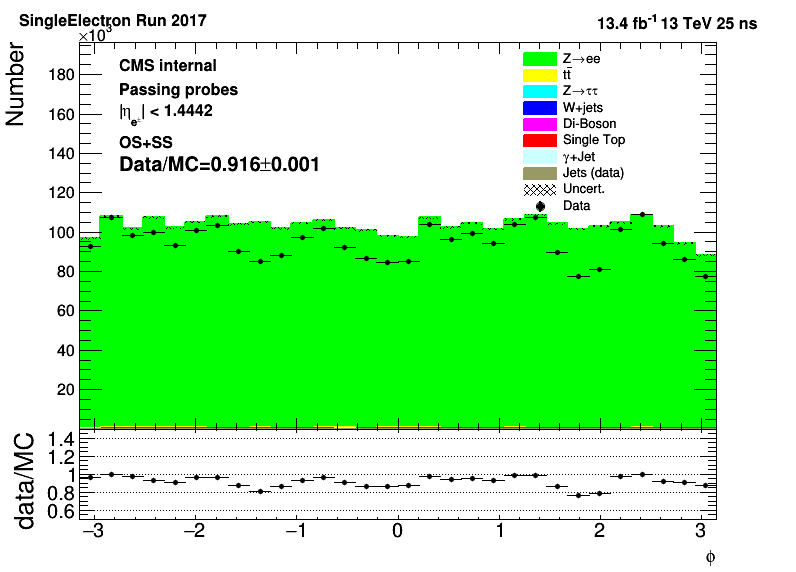 SingleElectron Run 2017
13.4 fb⁻¹ 13 TeV 25 ns
×10³
Number
CMS internal
Passing probes
|ηe±| < 1.4442
OS+SS
Data/MC=0.916±0.001
Z→ee
tt̄
Z→ττ
W+jets
Di-Boson
Single Top
γ+Jet
Jets (data)
Uncert.
Data
180
160
140
120
100
80
60
40
20
data/MC
1.4
1.2
1
0.8
0.6
−3 −2 −1 0 1 2 3
ϕ